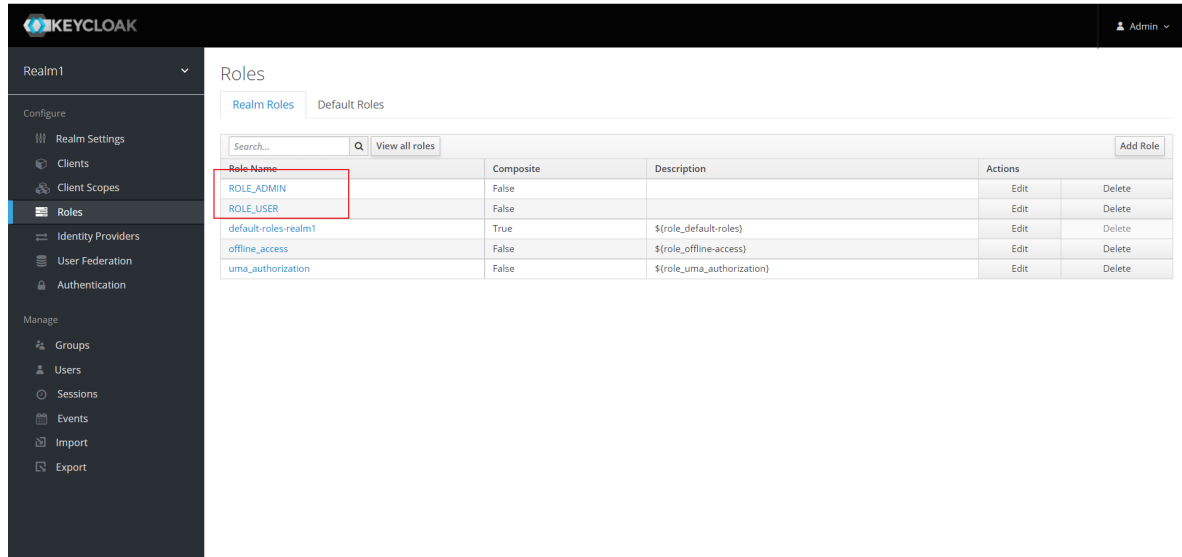 KEYCLOAK
Admin
Realm1
Configure
Realm Settings
Clients
Client Scopes
Roles
Identity Providers
User Federation
Authentication
Manage
Groups
Users
Sessions
Events
Import
Export
Roles
Realm Roles Default Roles
Search... View all roles Add Role
Role Name Composite Description Actions
ROLE_ADMIN False Edit Delete
ROLE_USER False Edit Delete
default-roles-realm1 True ${role_default-roles} Edit Delete
offline_access False ${role_offline-access} Edit Delete
uma_authorization False ${role_uma_authorization} Edit Delete